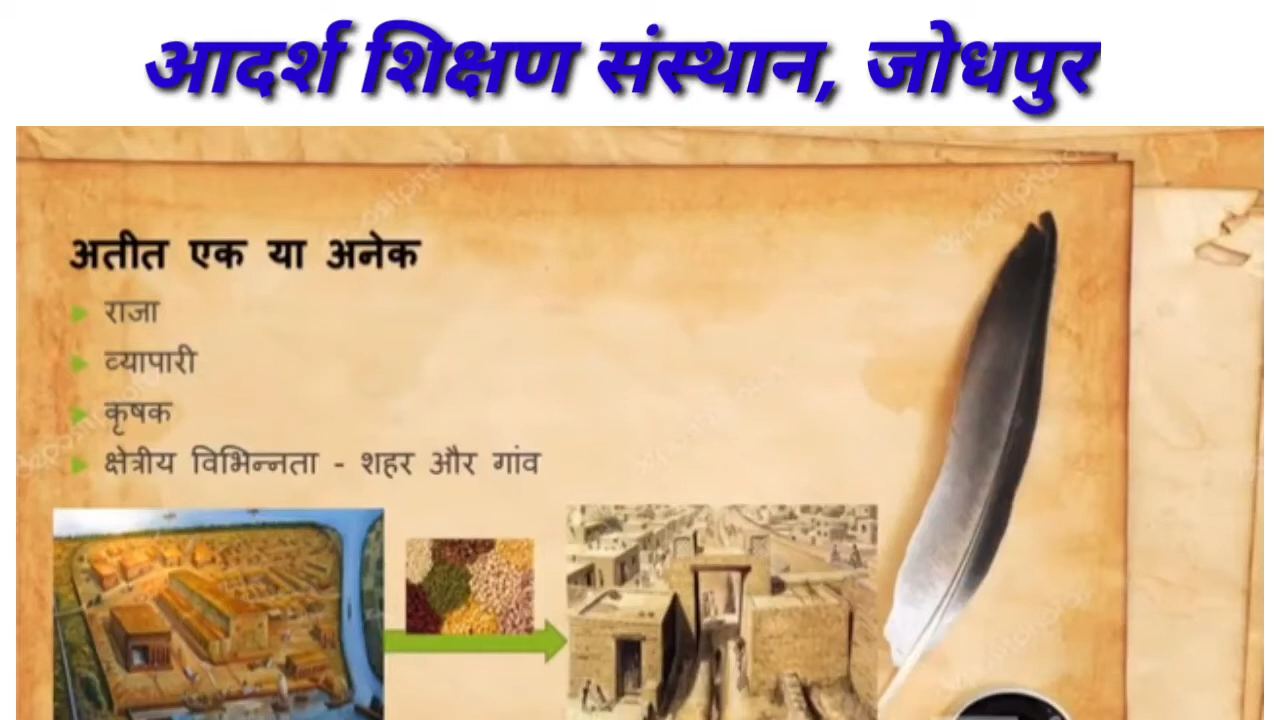 आदर्श शिक्षण संस्थान, जोधपुर
अतीत एक या अनेक
राजा
व्यापारी
कृषक
क्षेत्रीय विभिन्नता - शहर और गांव